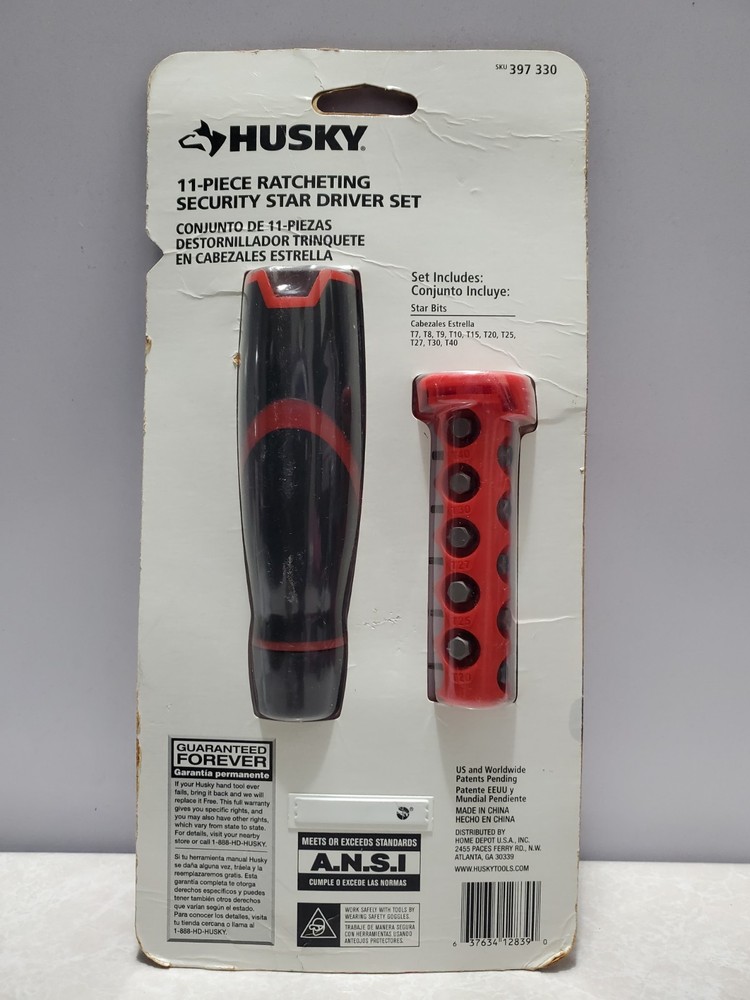 SKU 397 330
HUSKY
11-PIECE RATCHETING
SECURITY STAR DRIVER SET
CONJUNTO DE 11-PIEZAS
DESTORNILLADOR TRINQUETE
EN CABEZALES ESTRELLA
Set Includes:
Conjunto Incluye:
Star Bits
Cabezales Estrella
T7, T8, T9, T10, T15, T20, T25,
T27, T30, T40
T30
T27
T25
T20
GUARANTEED
FOREVER
Garantía permanente
If your Husky hand tool ever
fails, bring it back and we will
replace it Free. This full warranty
gives you specific rights, and
you may also have other rights,
which vary from state to state.
For details, visit your nearby
store or call 1-888-HD-HUSKY.
Si tu herramienta manual Husky
se daña alguna vez, tráela y la
reemplazaremos gratis. Esta
garantía completa te otorga
derechos específicos y puedes
tener también otros derechos
que varían según el estado.
Para conocer los detalles, visita
tu tienda cercana o llama al
1-888-HD-HUSKY.
MEETS OR EXCEEDS STANDARDS
A.N.S.I
CUMPLE O EXCEDE LAS NORMAS
WORK SAFELY WITH TOOLS BY
WEARING SAFETY GOGGLES.
TRABAJE DE MANERA SEGURA
CON HERRAMIENTAS USANDO
ANTEOJOS PROTECTORES.
US and Worldwide
Patents Pending
Patente EEUU y
Mundial Pendiente
MADE IN CHINA
HECHO EN CHINA
DISTRIBUTED BY
HOME DEPOT U.S.A., INC.
2455 PACES FERRY RD., N.W.
ATLANTA, GA 30339
WWW.HUSKYTOOLS.COM
6 37634 12839 0